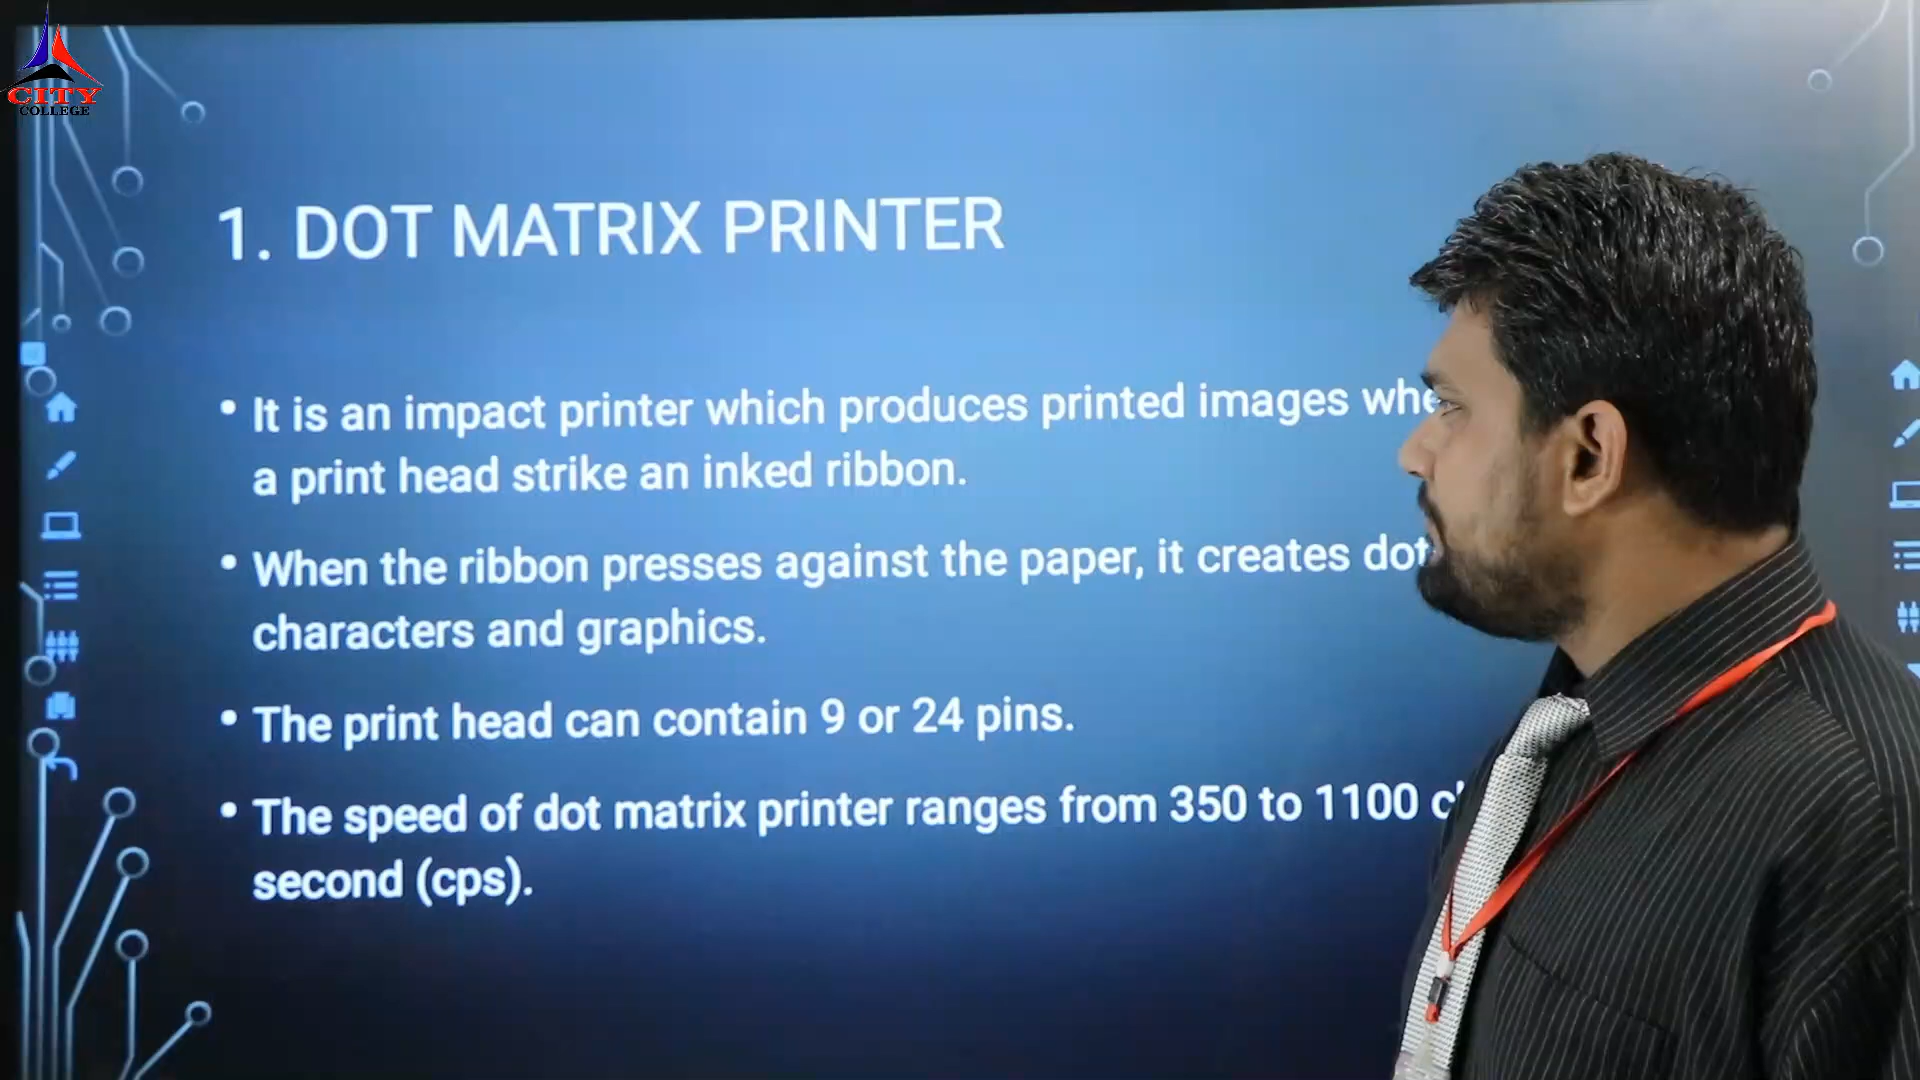 CITY
COLLEGE
1. DOT MATRIX PRINTER
• It is an impact printer which produces printed images
a print head strike an inked ribbon.
• When the ribbon presses against the paper, it creates
characters and graphics.
• The print head can contain 9 or 24 pins.
• The speed of dot matrix printer ranges from 350 to 1100
second (cps).